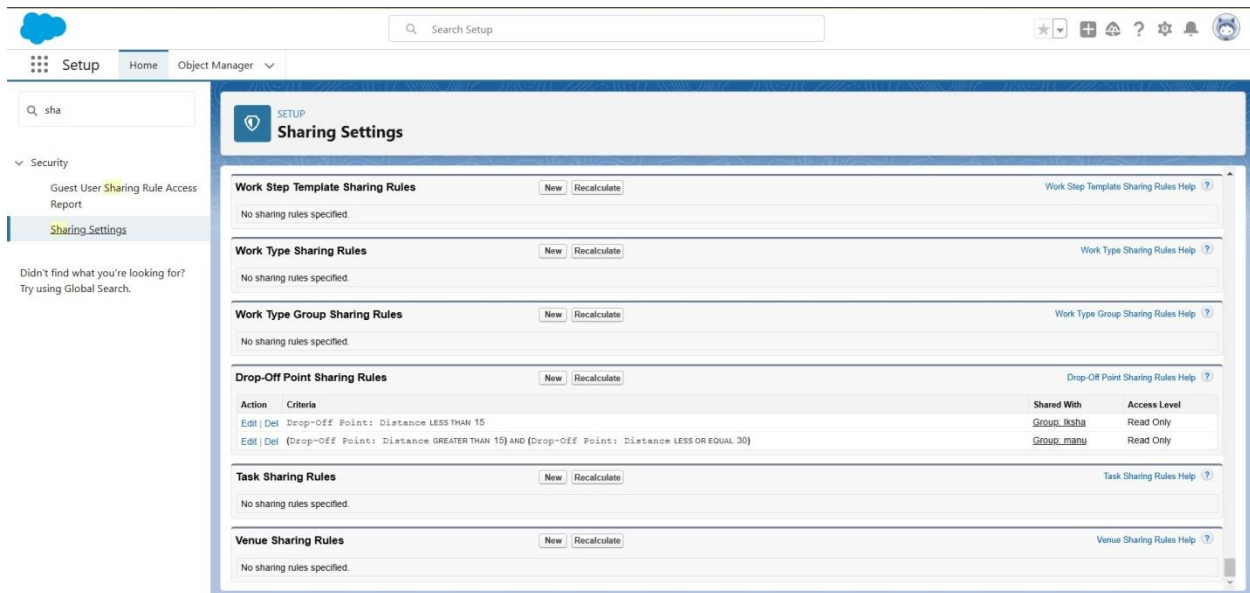 Search Setup
Setup Home Object Manager
sha
SETUP
Sharing Settings
Security
Guest User Sharing Rule Access
Report
Sharing Settings
Didn't find what you're looking for?
Try using Global Search.
Work Step Template Sharing Rules New Recalculate Work Step Template Sharing Rules Help ?
No sharing rules specified.
Work Type Sharing Rules New Recalculate Work Type Sharing Rules Help ?
No sharing rules specified.
Work Type Group Sharing Rules New Recalculate Work Type Group Sharing Rules Help ?
No sharing rules specified.
Drop-Off Point Sharing Rules New Recalculate Drop-Off Point Sharing Rules Help ?
Action Criteria Shared With Access Level
Edit | Del Drop-Off Point: Distance LESS THAN 15 Group: Iksha Read Only
Edit | Del (Drop-Off Point: Distance GREATER THAN 15) AND (Drop-Off Point: Distance LESS OR EQUAL 30) Group: manu Read Only
Task Sharing Rules New Recalculate Task Sharing Rules Help ?
No sharing rules specified.
Venue Sharing Rules New Recalculate Venue Sharing Rules Help ?
No sharing rules specified.